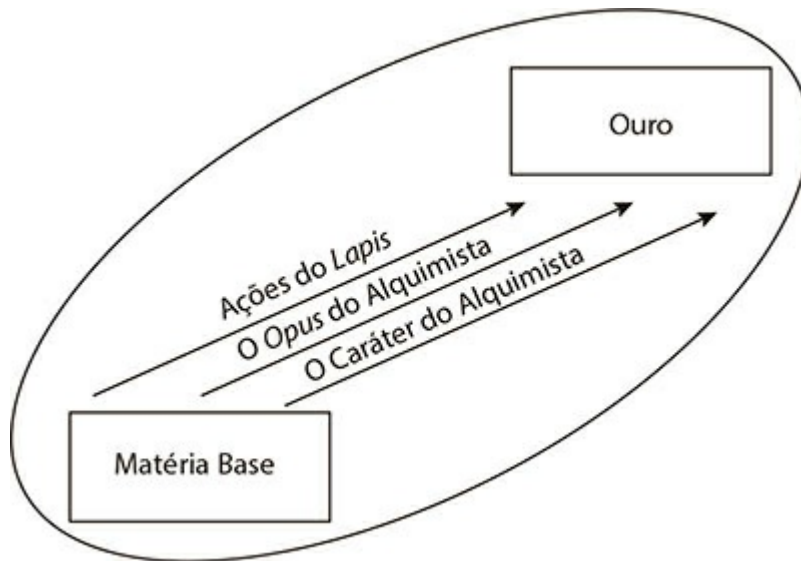 Ouro
Ações do Lapis
O Opus do Alquimista
O Caráter do Alquimista
Matéria Base